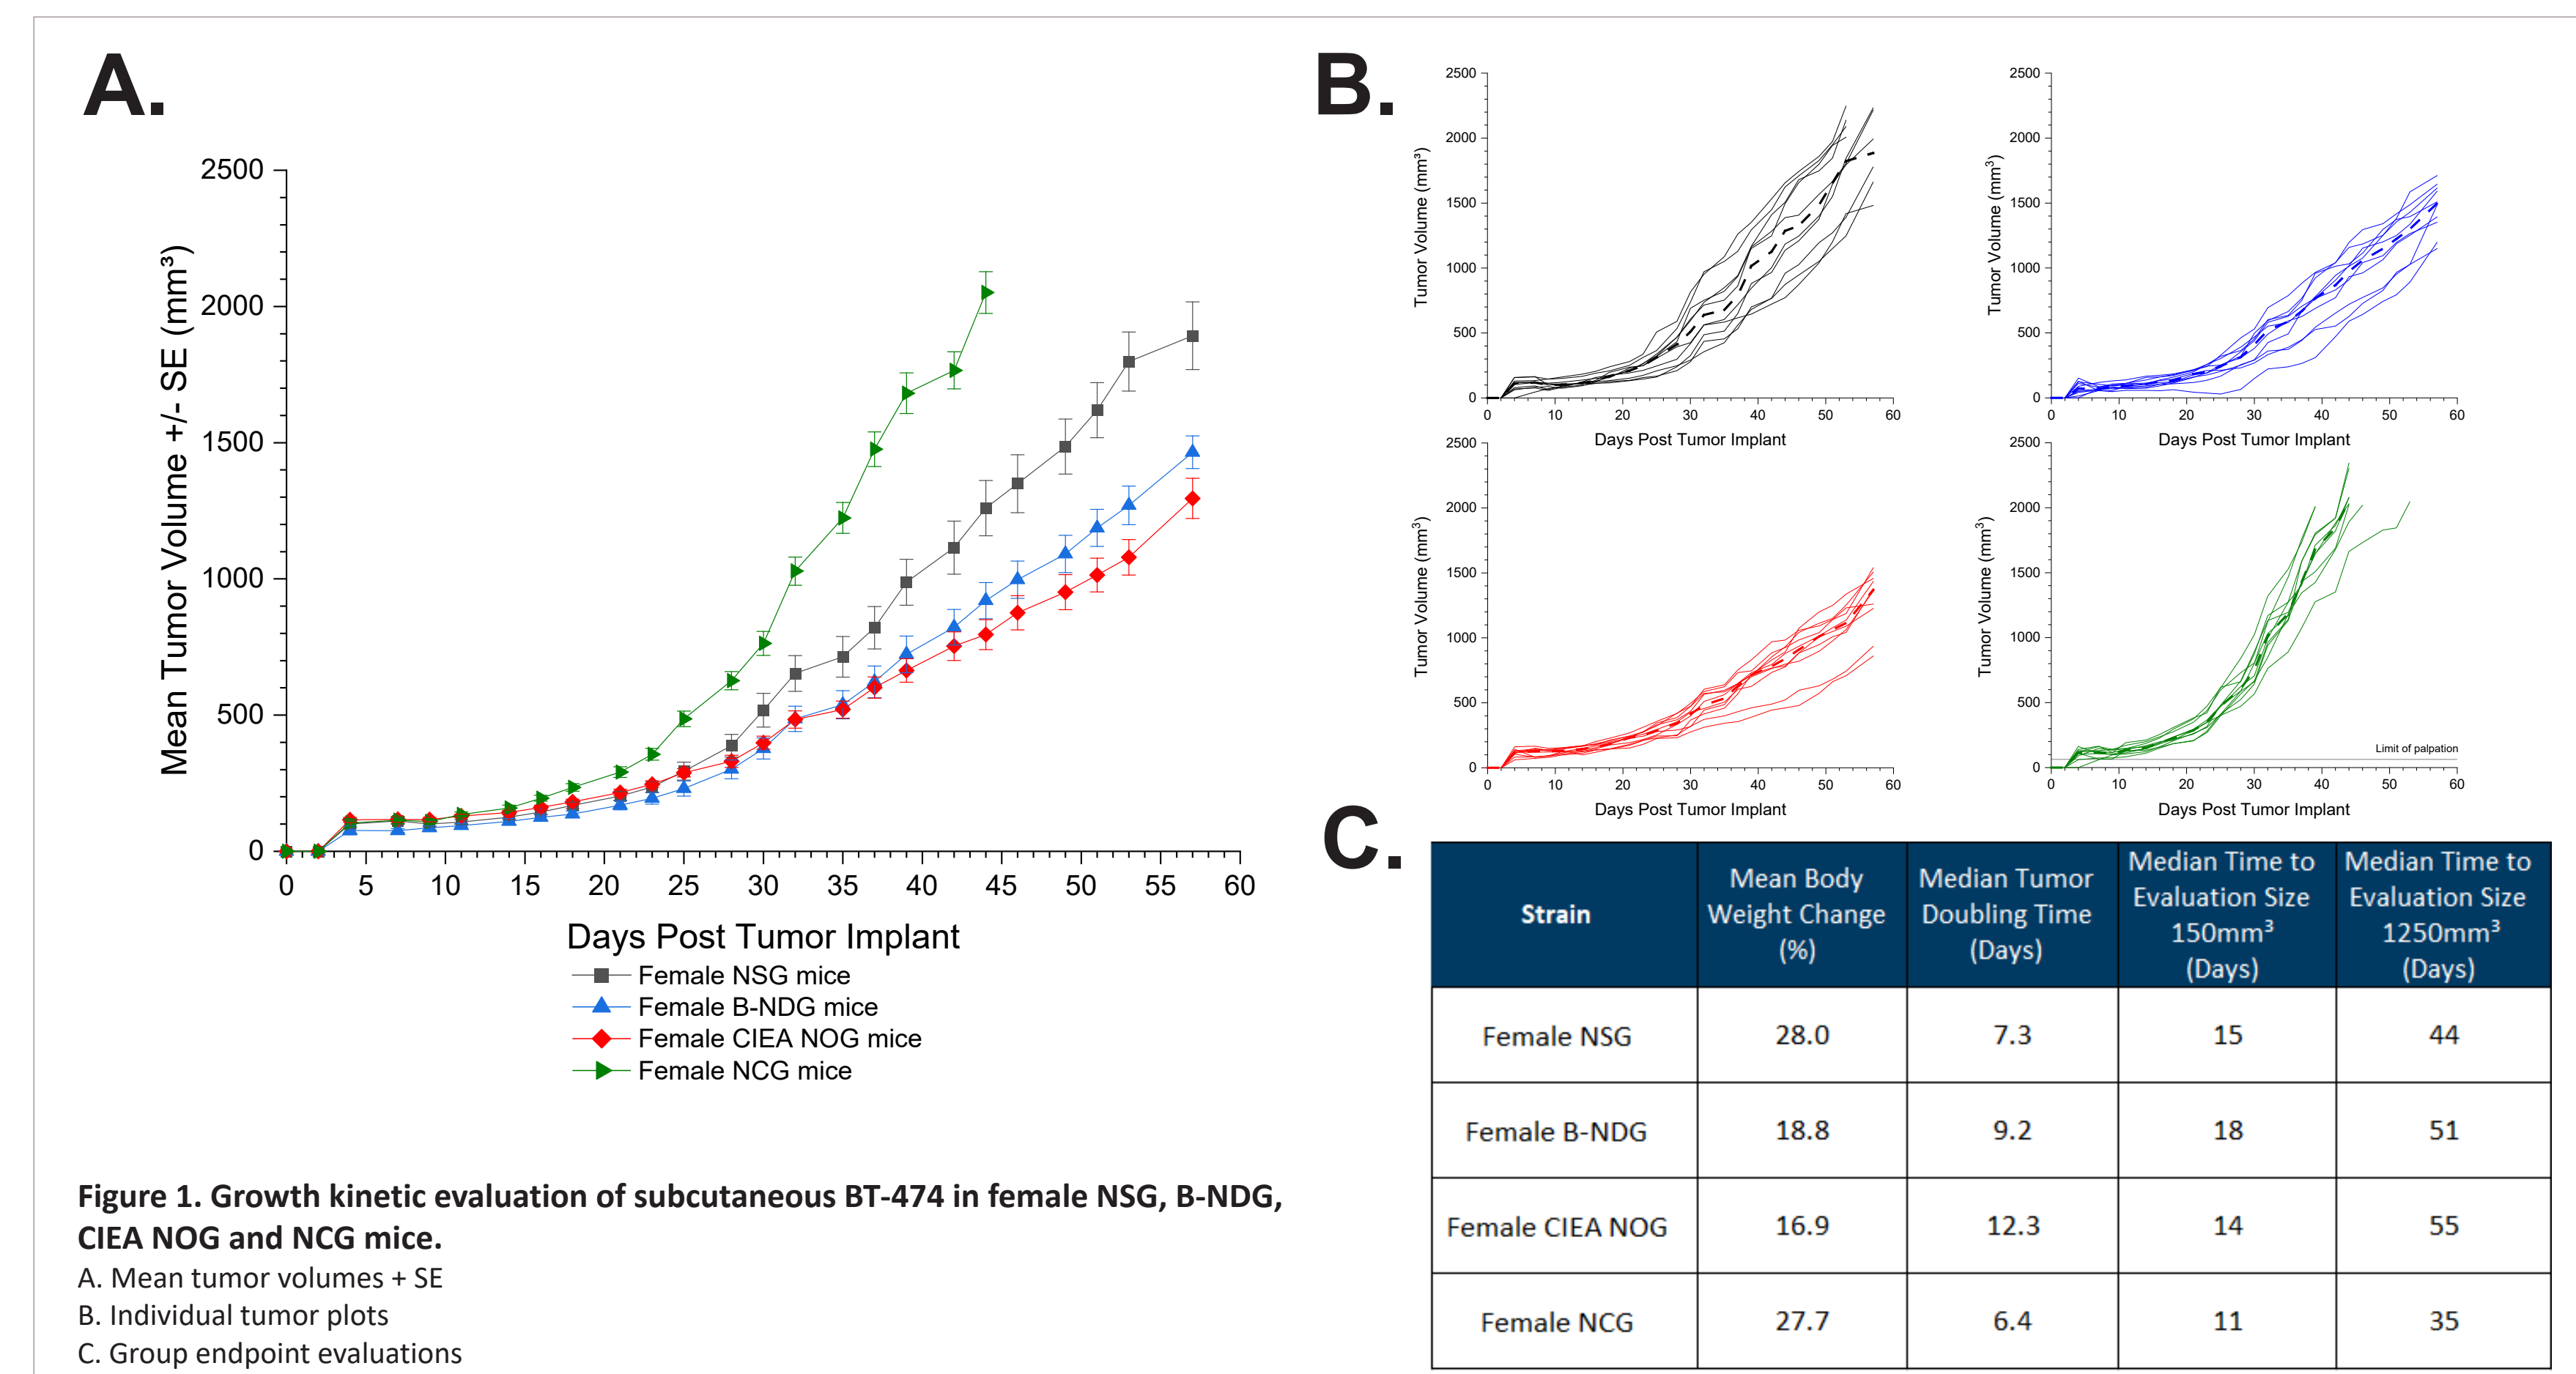 A.
Mean Tumor Volume +/- SE (mm³)
2500
2000
1500
1000
500
0
0 5 10 15 20 25 30 35 40 45 50 55 60
Days Post Tumor Implant
Female NSG mice
Female B-NDG mice
Female CIEA NOG mice
Female NCG mice
Figure 1. Growth kinetic evaluation of subcutaneous BT-474 in female NSG, B-NDG,
CIEA NOG and NCG mice.
A. Mean tumor volumes + SE
B. Individual tumor plots
C. Group endpoint evaluations
B.
Tumor Volume (mm³)
2500
2000
1500
1000
500
0
0 10 20 30 40 50 60
Days Post Tumor Implant
Tumor Volume (mm³)
2500
2000
1500
1000
500
0
0 10 20 30 40 50 60
Days Post Tumor Implant
Tumor Volume (mm³)
2500
2000
1500
1000
500
0
0 10 20 30 40 50 60
Days Post Tumor Implant
Tumor Volume (mm³)
2500
2000
1500
1000
500
0
Limit of palpation
0 10 20 30 40 50 60
Days Post Tumor Implant
C.
Strain
Mean Body
Weight Change
(%)
Median Tumor
Doubling Time
(Days)
Median Time to
Evaluation Size
150mm³
(Days)
Median Time to
Evaluation Size
1250mm³
(Days)
Female NSG 28.0 7.3 15 44
Female B-NDG 18.8 9.2 18 51
Female CIEA NOG 16.9 12.3 14 55
Female NCG 27.7 6.4 11 35